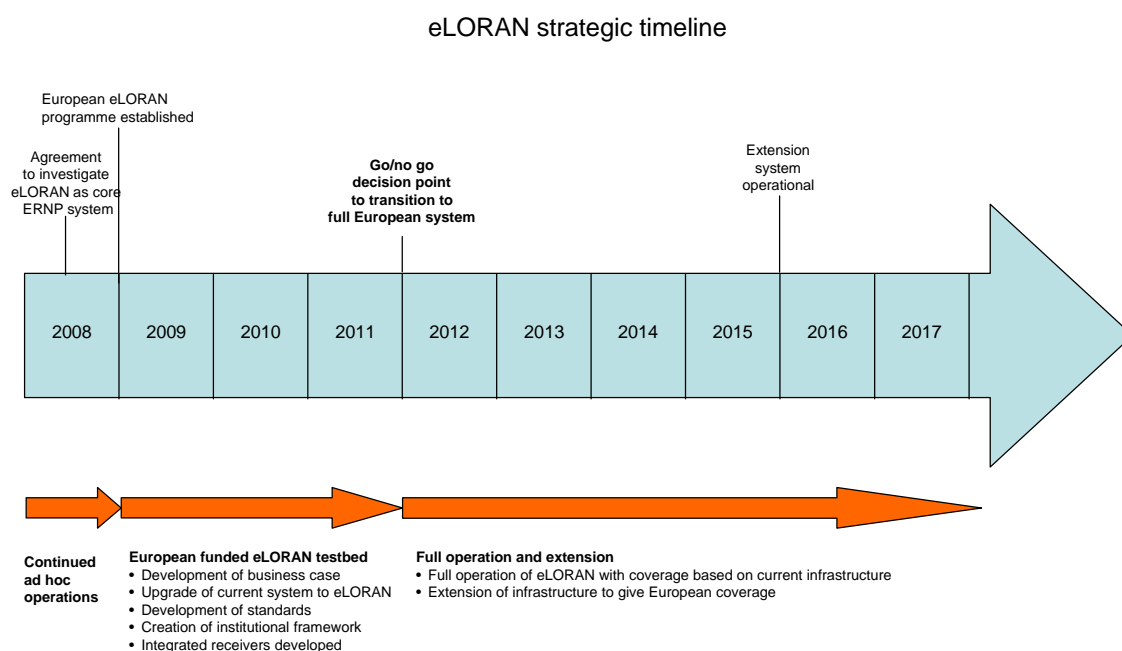 eLORAN strategic timeline
European eLORAN
programme established
Agreement
to investigate
eLORAN as core
ERNP system
Go/no go
decision point
to transition to
full European system
Extension
system
operational
2008 2009 2010 2011 2012 2013 2014 2015 2016 2017
Continued
ad hoc
operations
European funded eLORAN testbed
• Development of business case
• Upgrade of current system to eLORAN
• Development of standards
• Creation of institutional framework
• Integrated receivers developed
Full operation and extension
• Full operation of eLORAN with coverage based on current infrastructure
• Extension of infrastructure to give European coverage